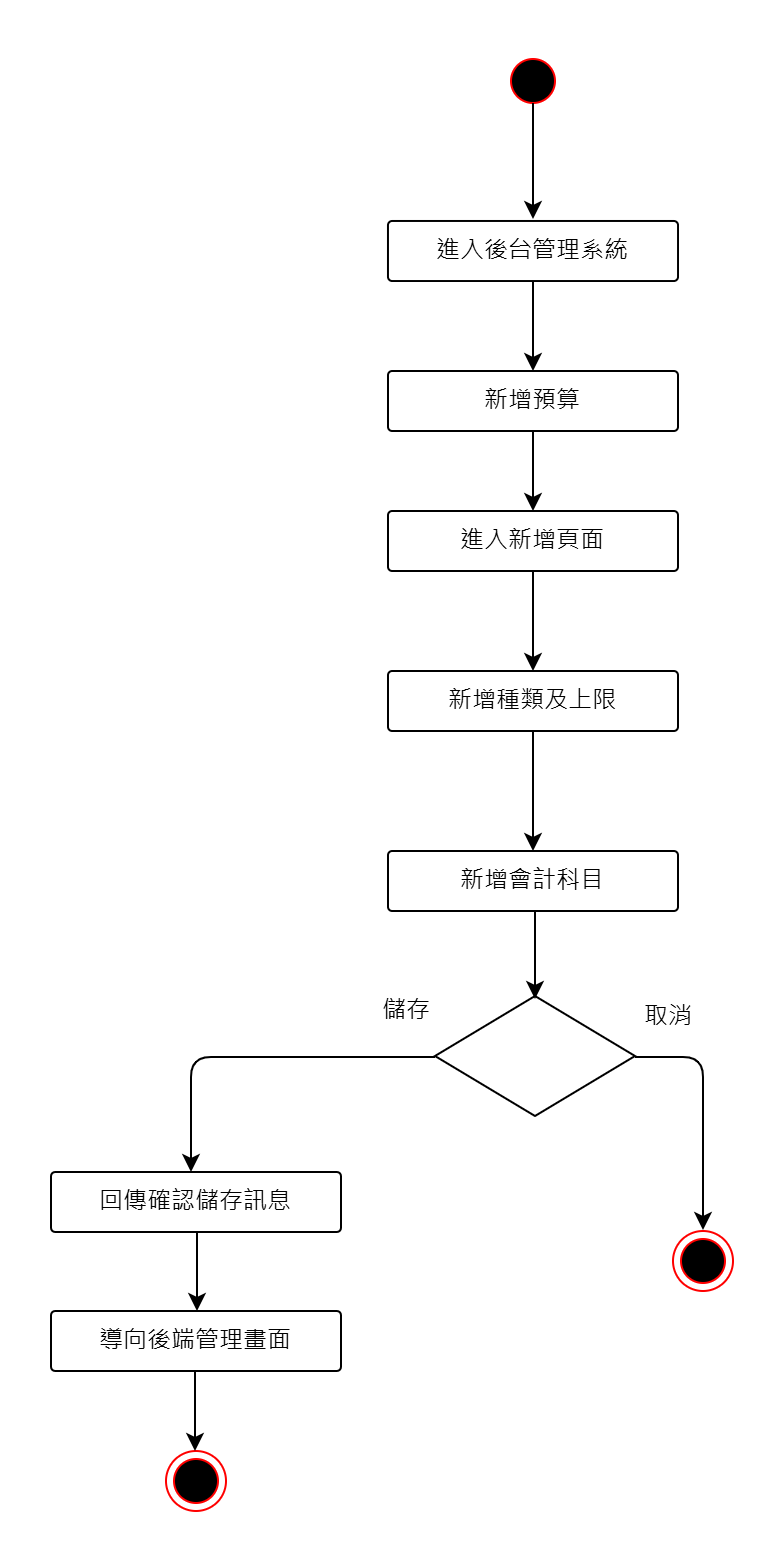 進入後台管理系統
新增預算
進入新增頁面
新增種類及上限
新增會計科目
儲存
取消
回傳確認儲存訊息
導向後端管理畫面